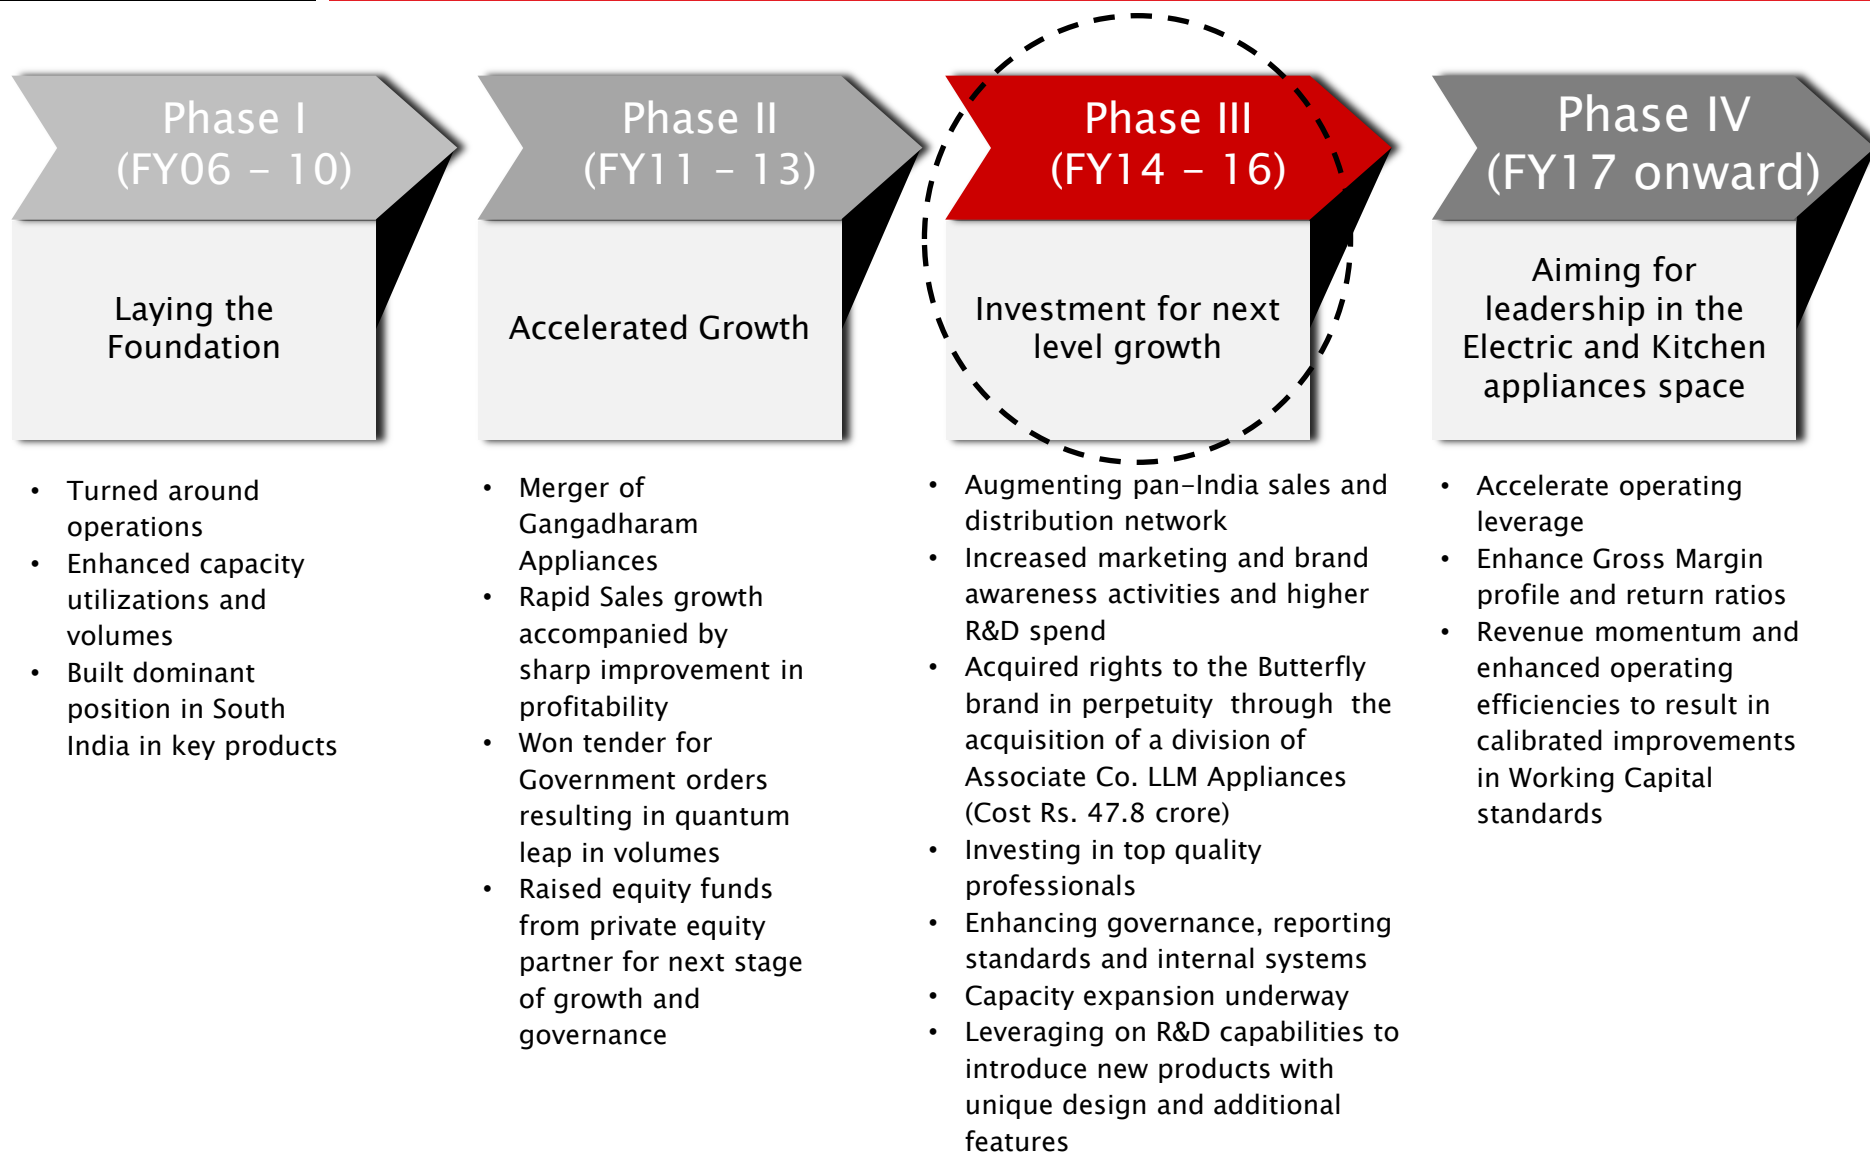 Phase I
(FY06 – 10)
Laying the
Foundation
• Turned around
operations
• Enhanced capacity
utilizations and
volumes
• Built dominant
position in South
India in key products
Phase II
(FY11 – 13)
Accelerated Growth
• Merger of
Gangadharam
Appliances
• Rapid Sales growth
accompanied by
sharp improvement in
profitability
• Won tender for
Government orders
resulting in quantum
leap in volumes
• Raised equity funds
from private equity
partner for next stage
of growth and
governance
Phase III
(FY14 – 16)
Investment for next
level growth
• Augmenting pan-India sales and
distribution network
• Increased marketing and brand
awareness activities and higher
R&D spend
• Acquired rights to the Butterfly
brand in perpetuity through the
acquisition of a division of
Associate Co. LLM Appliances
(Cost Rs. 47.8 crore)
• Investing in top quality
professionals
• Enhancing governance, reporting
standards and internal systems
• Capacity expansion underway
• Leveraging on R&D capabilities to
introduce new products with
unique design and additional
features
Phase IV
(FY17 onward)
Aiming for
leadership in the
Electric and Kitchen
appliances space
• Accelerate operating
leverage
• Enhance Gross Margin
profile and return ratios
• Revenue momentum and
enhanced operating
efficiencies to result in
calibrated improvements
in Working Capital
standards